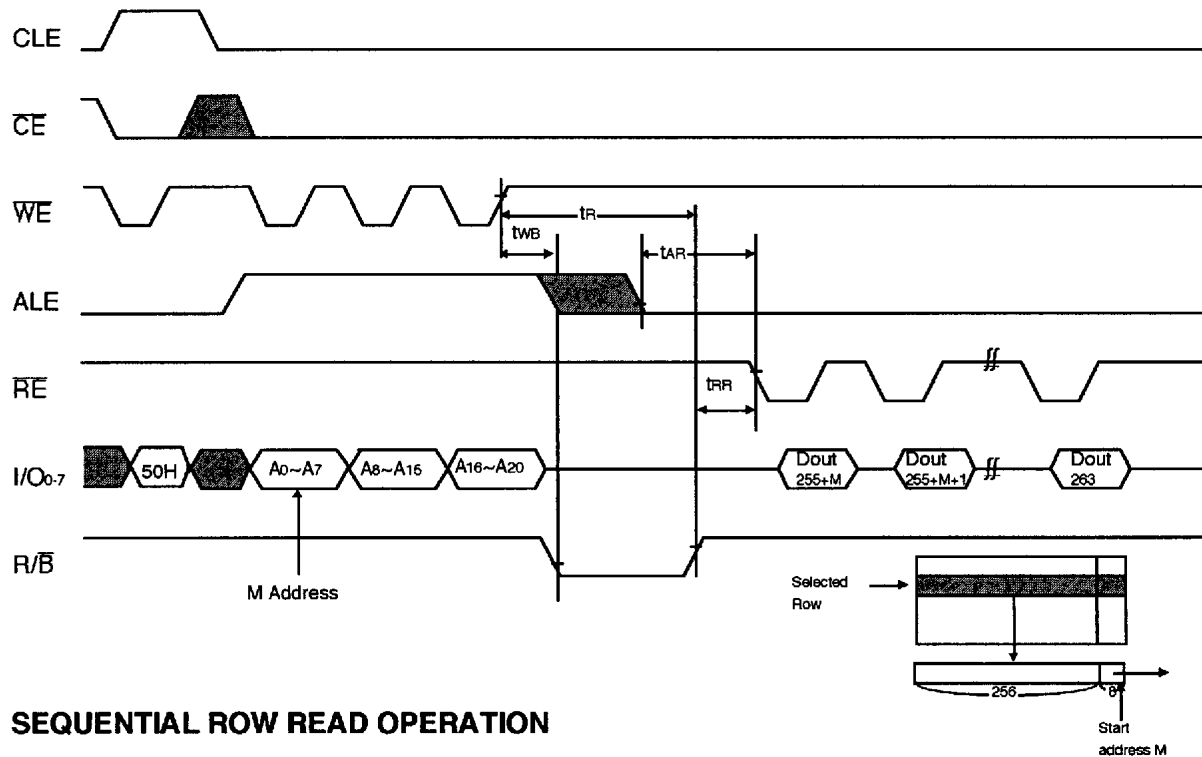 CLE
CE
WE
tR
tWB
tAR
ALE
RE
tRR
I/O0-7
50H
A0~A7
A8~A15
A16~A20
Dout
255+M
Dout
255+M+1
Dout
263
R/B
M Address
Selected
Row
256
8
Start
address M
SEQUENTIAL ROW READ OPERATION